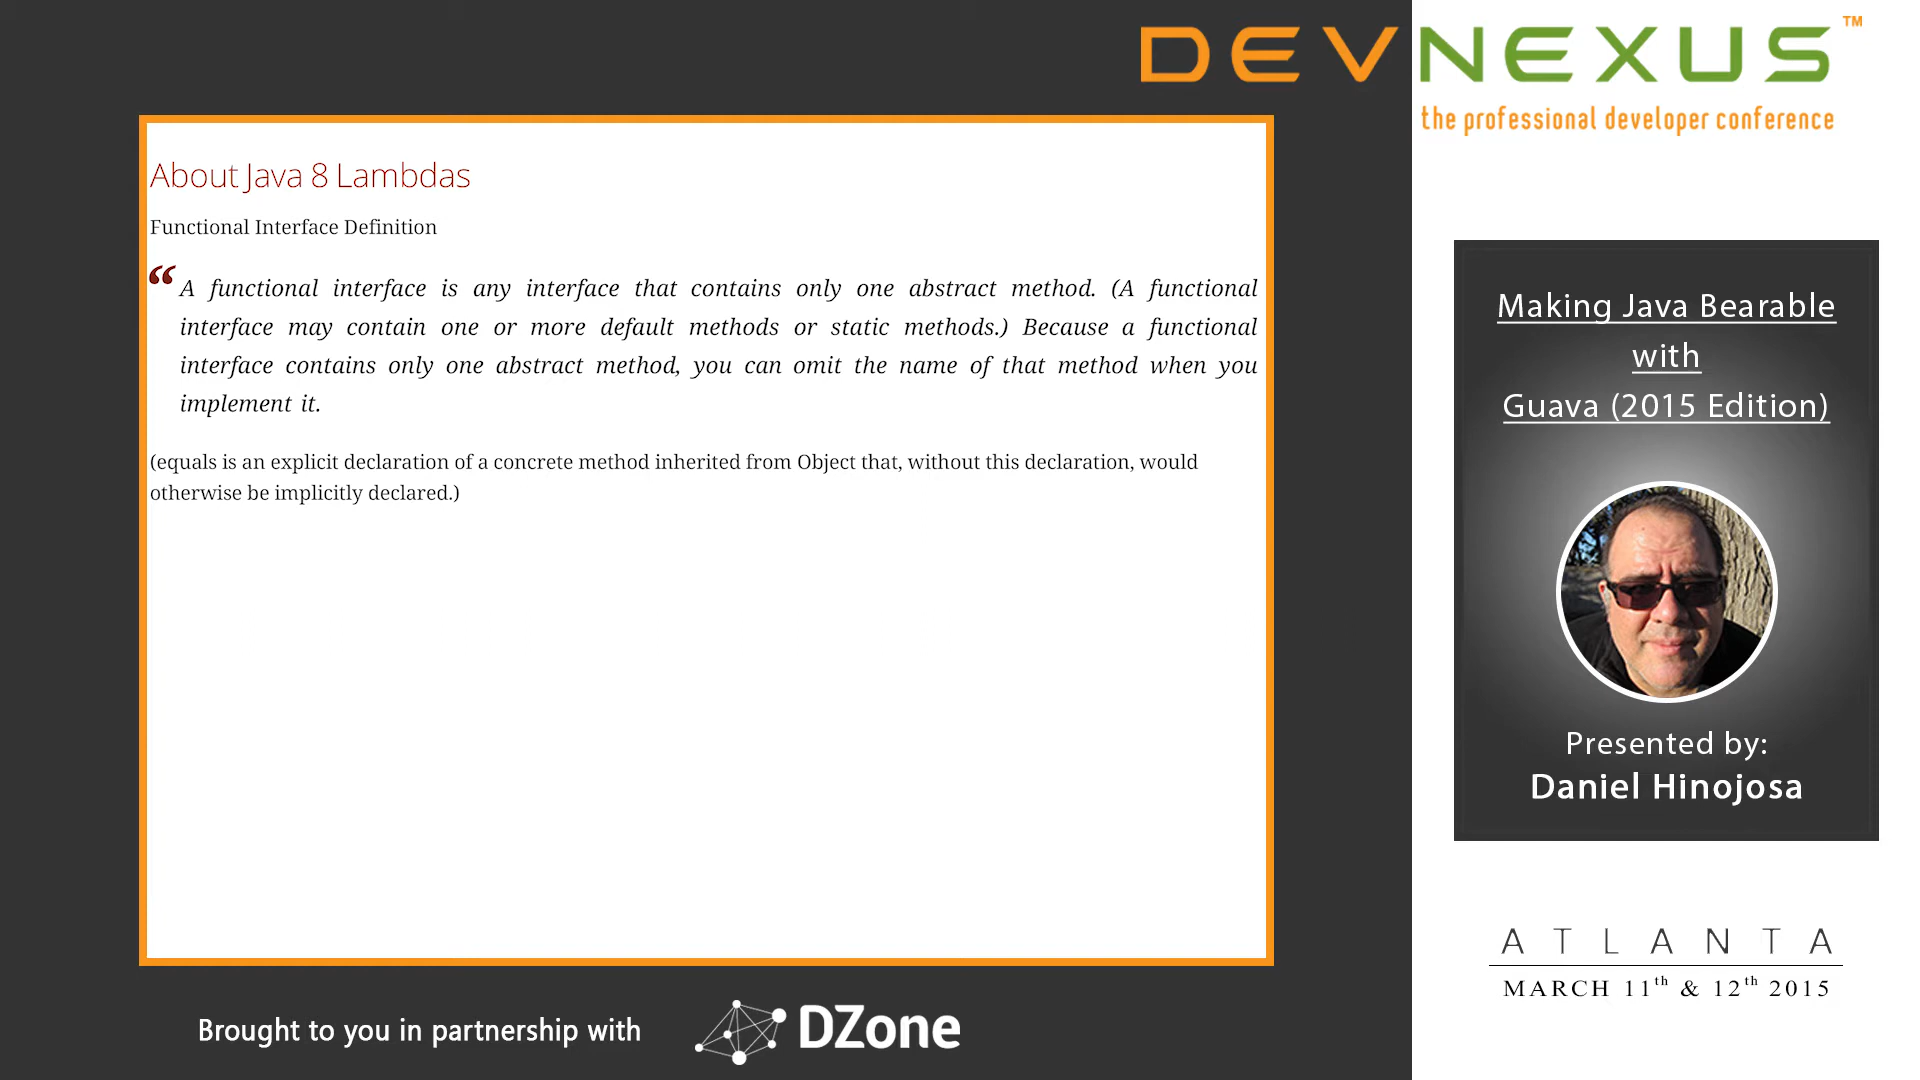 DEVNEXUS™
the professional developer conference
About Java 8 Lambdas
Functional Interface Definition
“A functional interface is any interface that contains only one abstract method. (A functional
interface may contain one or more default methods or static methods.) Because a functional
interface contains only one abstract method, you can omit the name of that method when you
implement it.
(equals is an explicit declaration of a concrete method inherited from Object that, without this declaration, would
otherwise be implicitly declared.)
Making Java Bearable
with
Guava (2015 Edition)
Presented by:
Daniel Hinojosa
ATLANTA
MARCH 11th & 12th 2015
Brought to you in partnership with
DZone